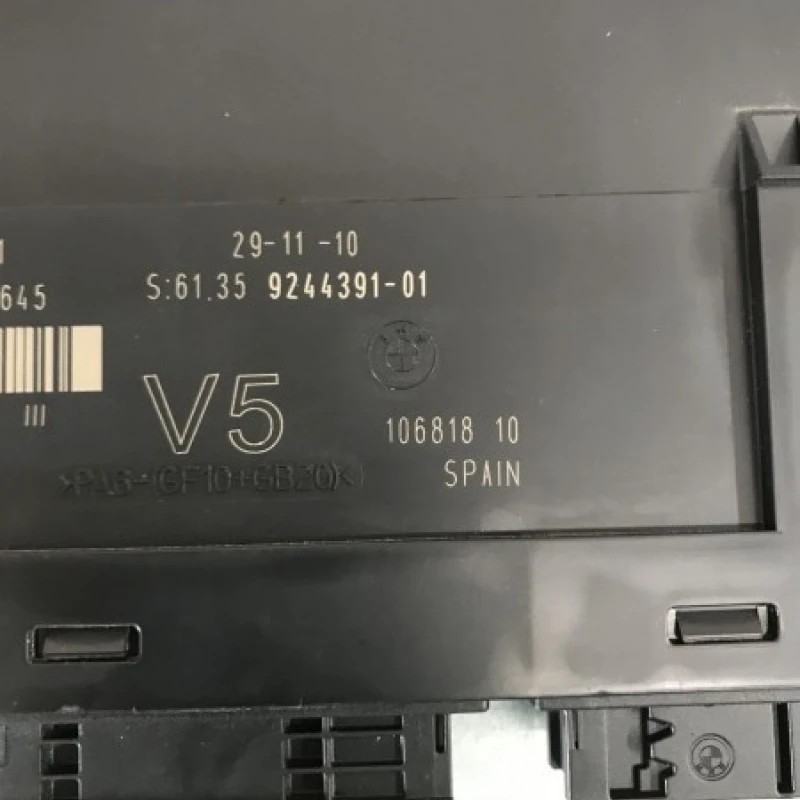 29-11 -10
645 S:61.35 9244391-01
V5
106818 10
>PA6-(GF10+GB20)<
SPAIN